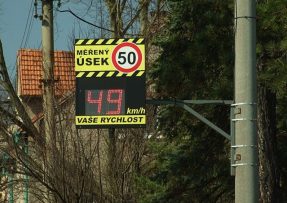 MĚŘENÝ
ÚSEK 50
49 km/h
VAŠE RYCHLOST